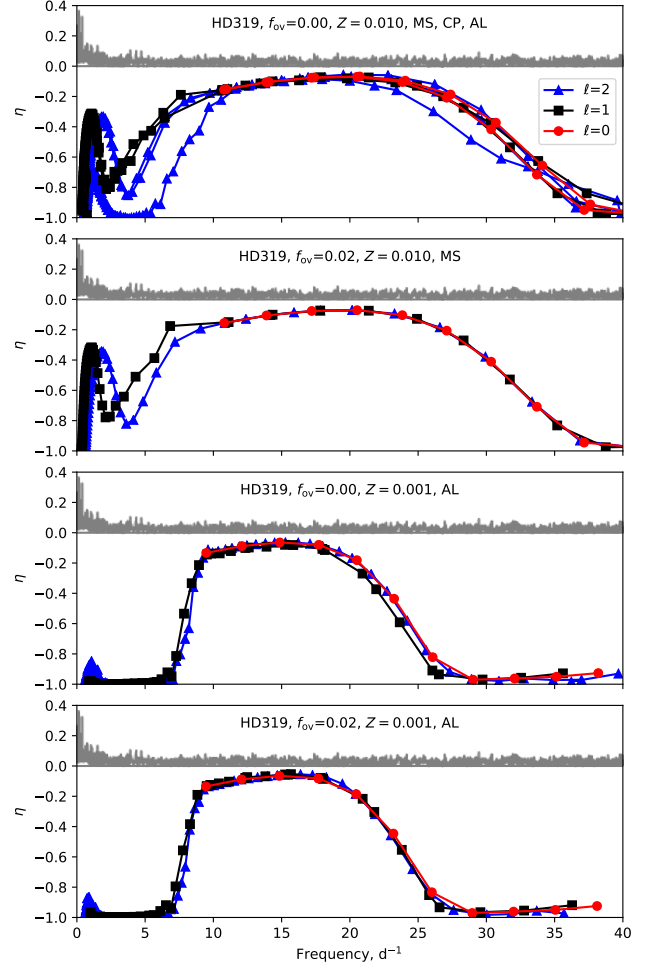 HD319, f_ov=0.00, Z = 0.010, MS, CP, AL
0.4
0.2
0.0
−0.2
−0.4
−0.6
−0.8
−1.0
η
ℓ=2
ℓ=1
ℓ=0
HD319, f_ov=0.02, Z = 0.010, MS
0.4
0.2
0.0
−0.2
−0.4
−0.6
−0.8
−1.0
η
HD319, f_ov=0.00, Z = 0.001, AL
0.4
0.2
0.0
−0.2
−0.4
−0.6
−0.8
−1.0
η
HD319, f_ov=0.02, Z = 0.001, AL
0.4
0.2
0.0
−0.2
−0.4
−0.6
−0.8
−1.0
η
0 5 10 15 20 25 30 35 40
Frequency, d⁻¹